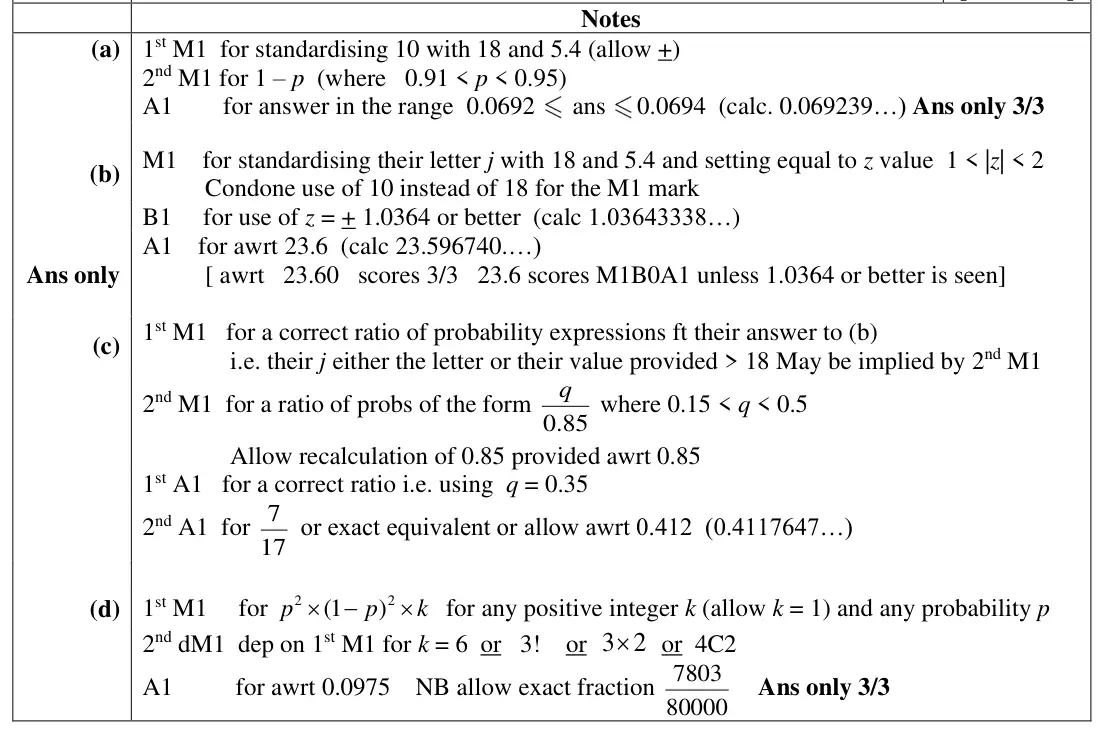 Notes
(a) 1st M1 for standardising 10 with 18 and 5.4 (allow ±)
2nd M1 for 1 – p (where 0.91 < p < 0.95)
A1 for answer in the range 0.0692 ⩽ ans ⩽ 0.0694 (calc. 0.069239…) Ans only 3/3
(b) M1 for standardising their letter j with 18 and 5.4 and setting equal to z value 1 < |z| < 2
Condone use of 10 instead of 18 for the M1 mark
B1 for use of z = ± 1.0364 or better (calc 1.03643338…)
A1 for awrt 23.6 (calc 23.596740.…)
Ans only [ awrt 23.60 scores 3/3 23.6 scores M1B0A1 unless 1.0364 or better is seen]
(c) 1st M1 for a correct ratio of probability expressions ft their answer to (b)
i.e. their j either the letter or their value provided > 18 May be implied by 2nd M1
2nd M1 for a ratio of probs of the form q/0.85 where 0.15 < q < 0.5
Allow recalculation of 0.85 provided awrt 0.85
1st A1 for a correct ratio i.e. using q = 0.35
2nd A1 for 7/17 or exact equivalent or allow awrt 0.412 (0.4117647…)
(d) 1st M1 for p² × (1 – p)² × k for any positive integer k (allow k = 1) and any probability p
2nd dM1 dep on 1st M1 for k = 6 or 3! or 3×2 or 4C2
A1 for awrt 0.0975 NB allow exact fraction 7803/80000 Ans only 3/3